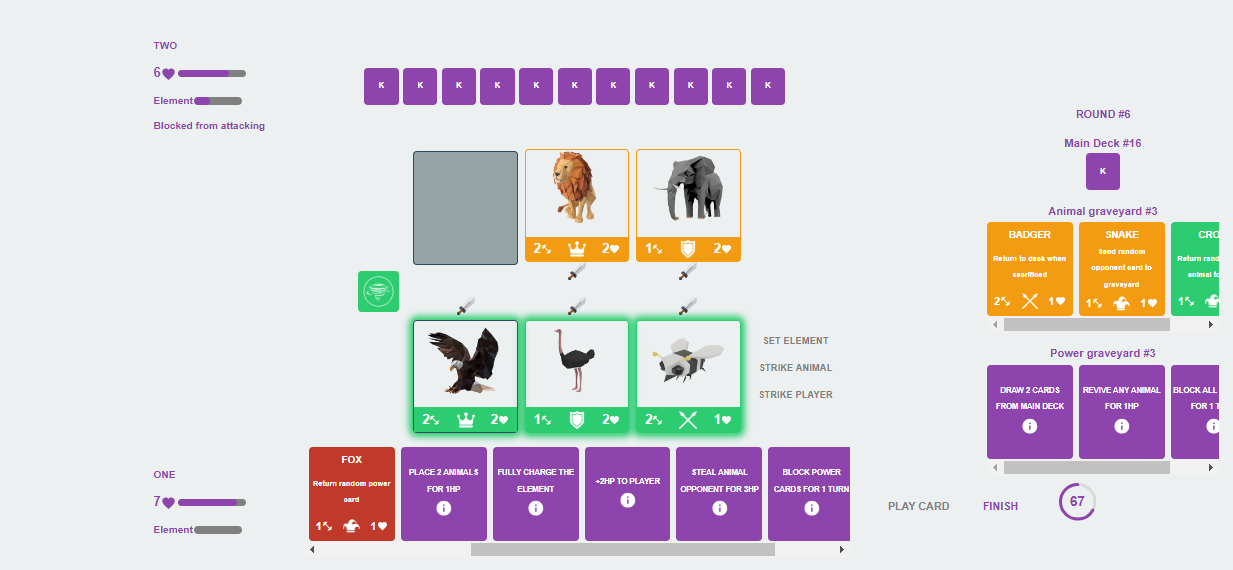 TWO
6
Element
Blocked from attacking
K K K K K K K K K K K
ROUND #6
Main Deck #16
K
Animal graveyard #3
BADGER
Return to deck when
sacrificed
2 1
SNAKE
Send random
opponent card to
graveyard
1 1
CRO
Return rand
animal to
1
2 2
1 2
2 2
1 2
2 1
SET ELEMENT
STRIKE ANIMAL
STRIKE PLAYER
Power graveyard #3
DRAW 2 CARDS
FROM MAIN DECK
REVIVE ANY ANIMAL
FOR 1HP
BLOCK ALL
FOR 1 T
ONE
7
Element
FOX
Return random power
card
1 1
PLACE 2 ANIMALS
FOR 1HP
FULLY CHARGE THE
ELEMENT
+2HP TO PLAYER
STEAL ANIMAL
OPPONENT FOR 3HP
BLOCK POWER
CARDS FOR 1 TURN
PLAY CARD
FINISH
67